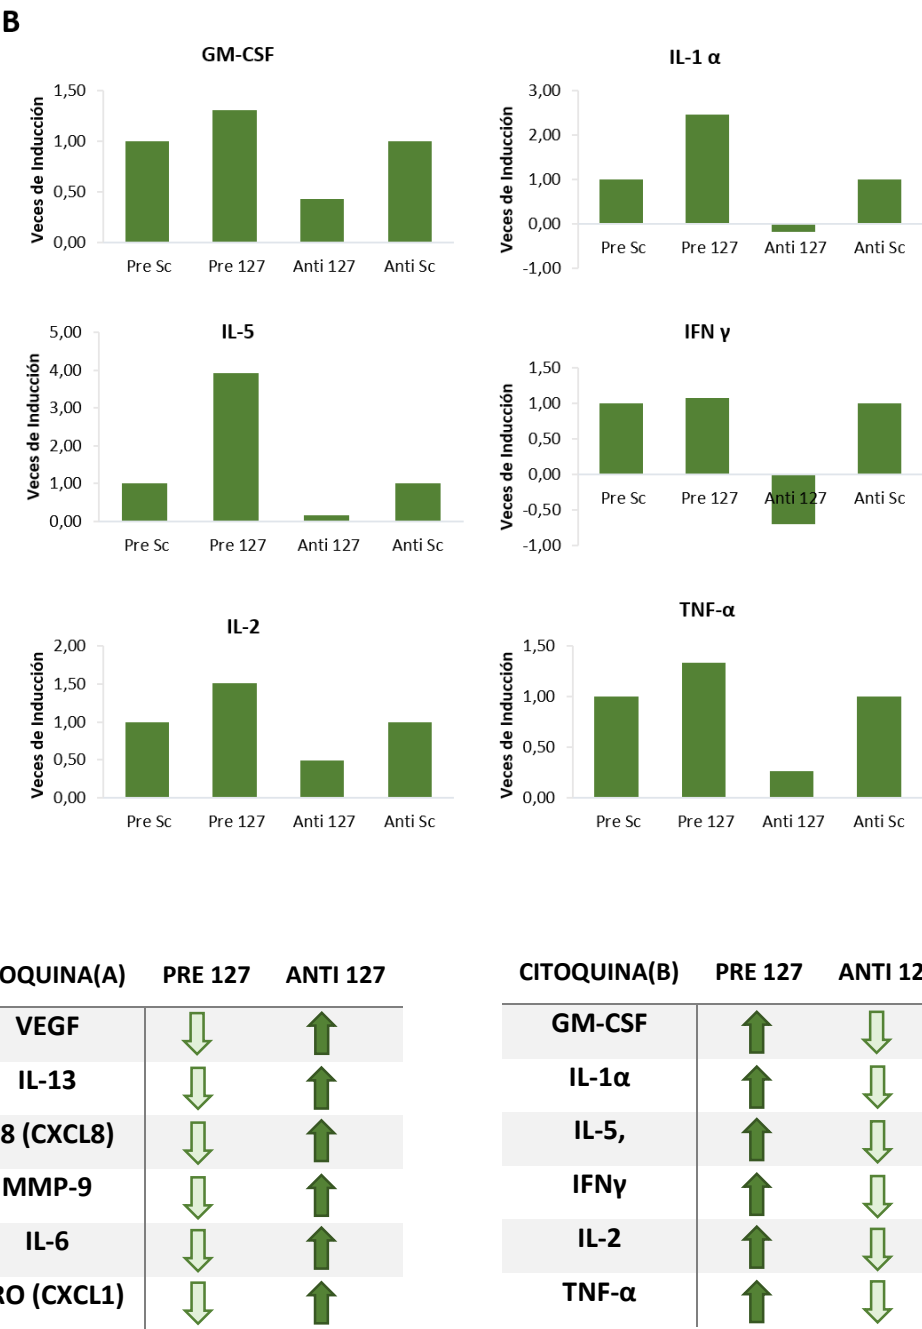 B
GM-CSF
Veces de Inducción
1,50
1,00
0,50
0,00
Pre Sc Pre 127 Anti 127 Anti Sc
IL-1 α
Veces de Inducción
3,00
2,00
1,00
0,00
-1,00
Pre Sc Pre 127 Anti 127 Anti Sc
IL-5
Veces de Inducción
5,00
4,00
3,00
2,00
1,00
0,00
Pre Sc Pre 127 Anti 127 Anti Sc
IFN γ
Veces de Inducción
1,50
1,00
0,50
0,00
-0,50
-1,00
Pre Sc Pre 127 Anti 127 Anti Sc
IL-2
Veces de Inducción
2,00
1,50
1,00
0,50
0,00
Pre Sc Pre 127 Anti 127 Anti Sc
TNF-α
Veces de Inducción
1,50
1,00
0,50
0,00
Pre Sc Pre 127 Anti 127 Anti Sc
OQUINA(A) PRE 127 ANTI 127
VEGF
IL-13
8 (CXCL8)
MMP-9
IL-6
RO (CXCL1)
CITOQUINA(B) PRE 127 ANTI 12
GM-CSF
IL-1α
IL-5,
IFNγ
IL-2
TNF-α